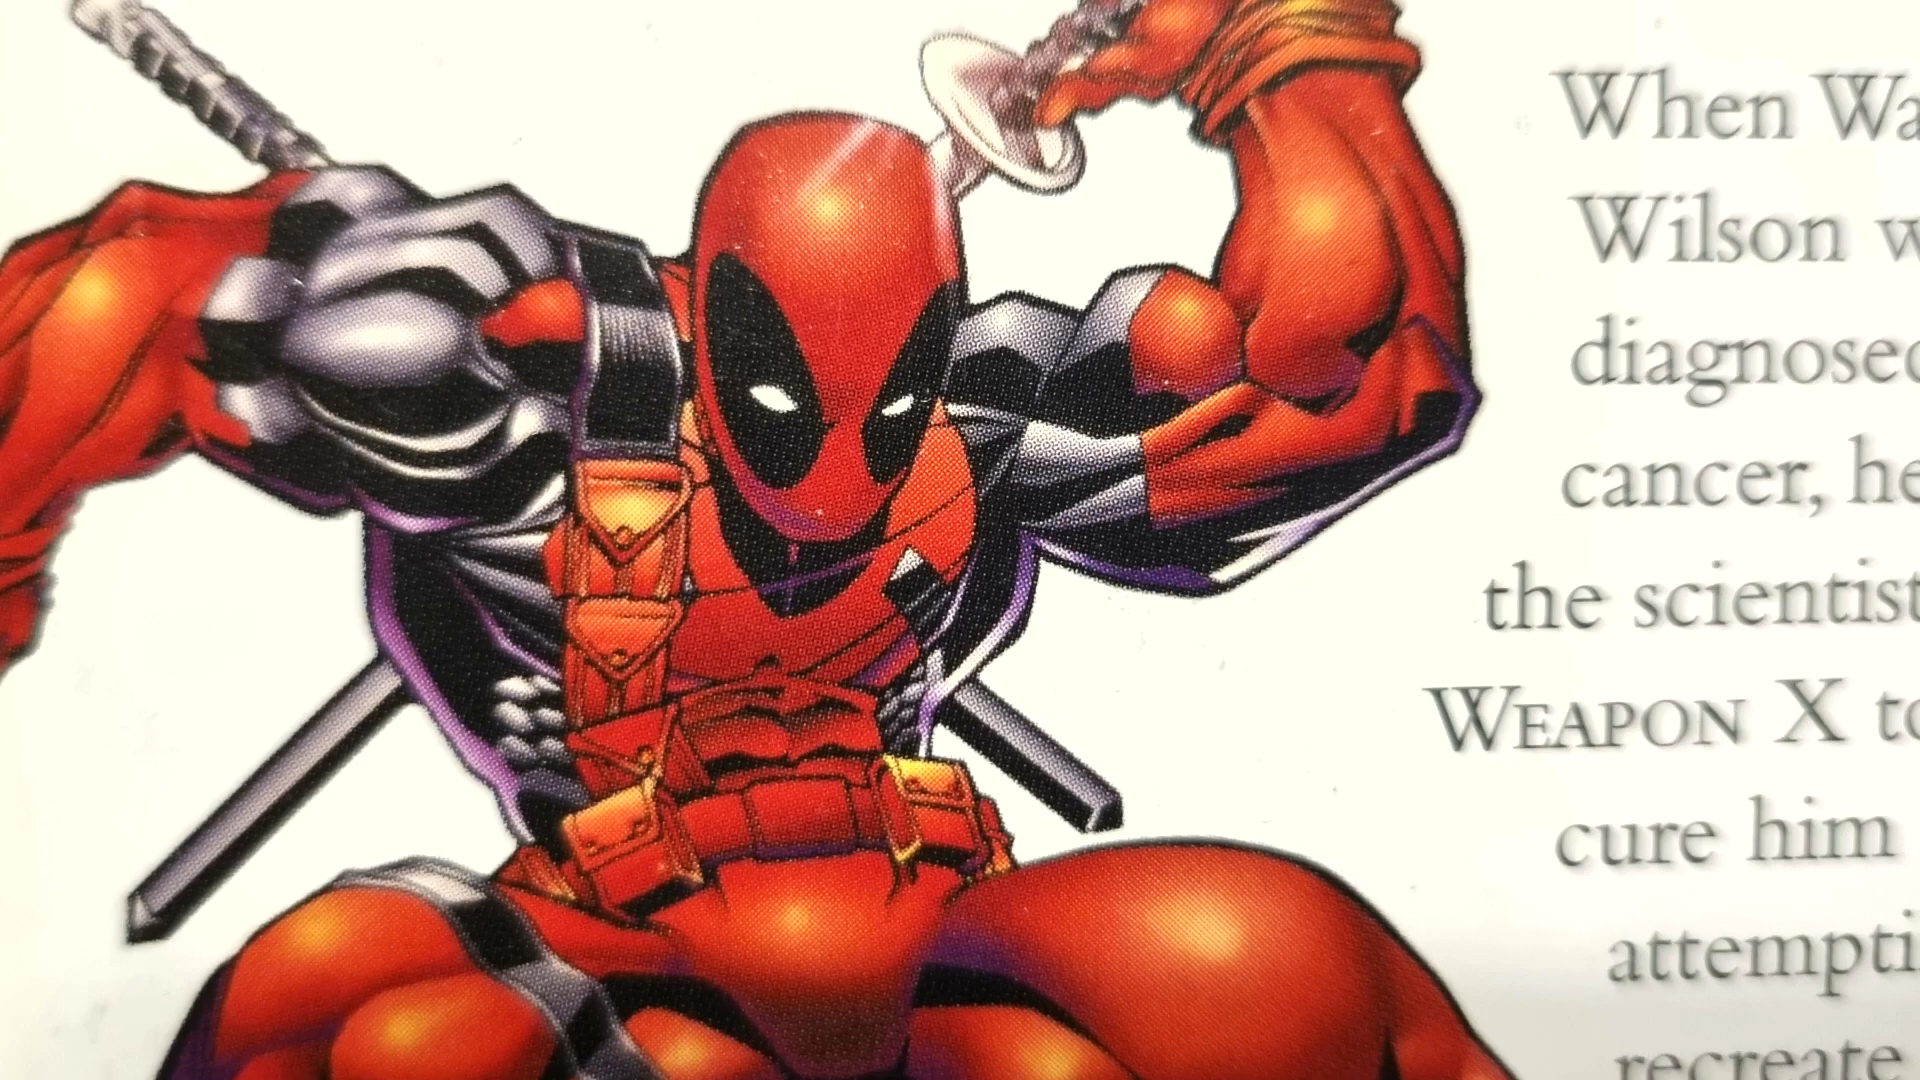 When Wa
Wilson w
diagnosed
cancer, he
the scientist
WEAPON X to
cure him
attempti
recreate